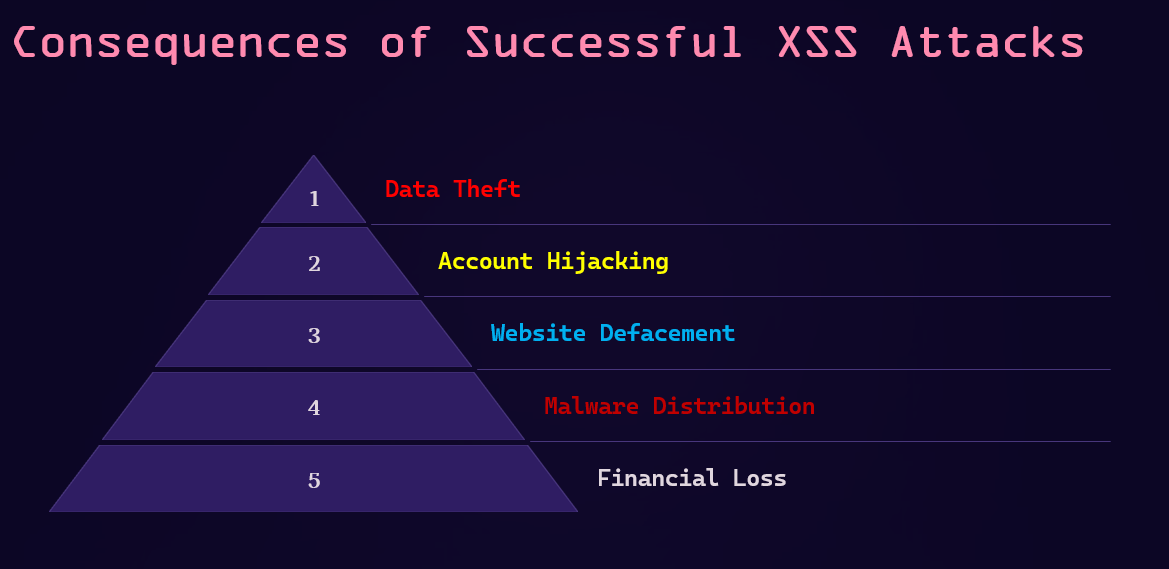 Consequences of Successful XSS Attacks
1
Data Theft
2
Account Hijacking
3
Website Defacement
4
Malware Distribution
5
Financial Loss